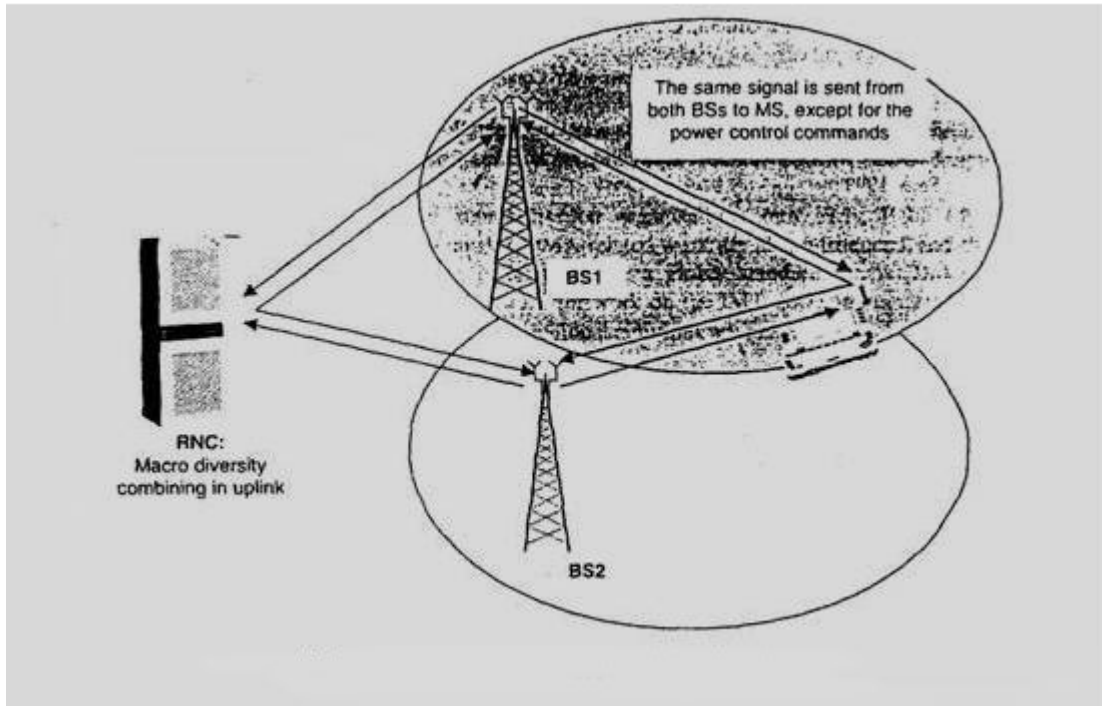 The same signal is sent from
both BSs to MS, except for the
power control commands
BS1
RNC:
Macro diversity
combining in uplink
BS2